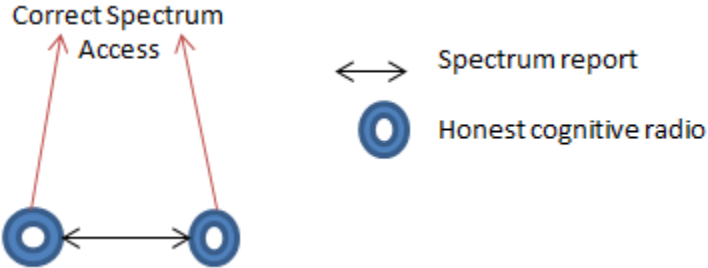 Correct Spectrum
Access
Spectrum report
Honest cognitive radio